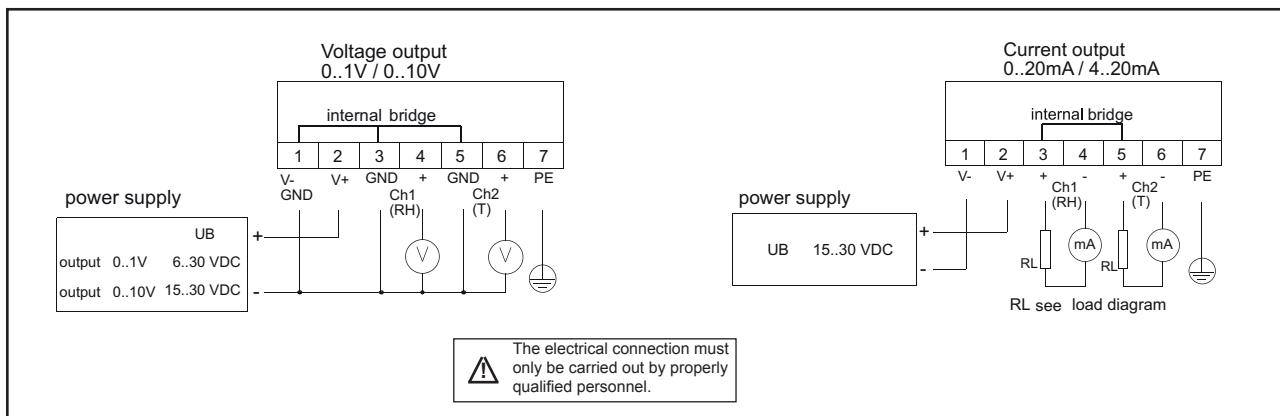 Voltage output
0..1V / 0..10V
internal bridge
1 2 3 4 5 6 7
V- V+ GND + GND + PE
GND Ch1 Ch2
(RH) (T)
power supply
UB
+
output 0..1V 6..30 VDC
output 0..10V 15..30 VDC
-
V V
Current output
0..20mA / 4..20mA
internal bridge
1 2 3 4 5 6 7
V- V+ + - + - PE
Ch1 Ch2
(RH) (T)
power supply
+
UB 15..30 VDC
-
RL mA RL mA
RL see load diagram
The electrical connection must
only be carried out by properly
qualified personnel.